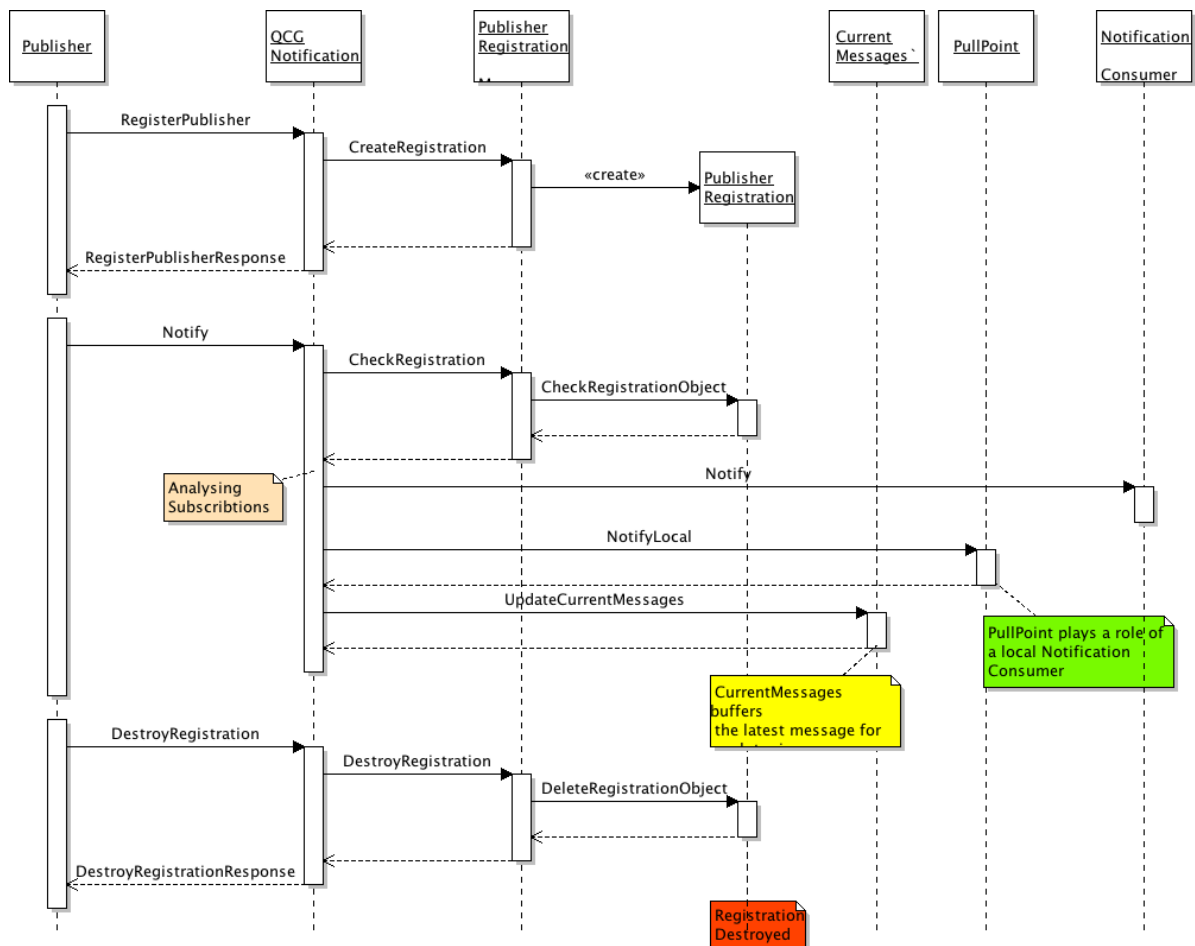 Publisher
QCG
Notification
Publisher
Registration
Current
Messages`
PullPoint
Notification
Consumer
RegisterPublisher
CreateRegistration
«create»
Publisher
Registration
RegisterPublisherResponse
Notify
CheckRegistration
CheckRegistrationObject
Analysing
Subscribtions
Notify
NotifyLocal
UpdateCurrentMessages
PullPoint plays a role of
a local Notification
Consumer
CurrentMessages
buffers
the latest message for
DestroyRegistration
DestroyRegistration
DeleteRegistrationObject
DestroyRegistrationResponse
Registration
Destroyed